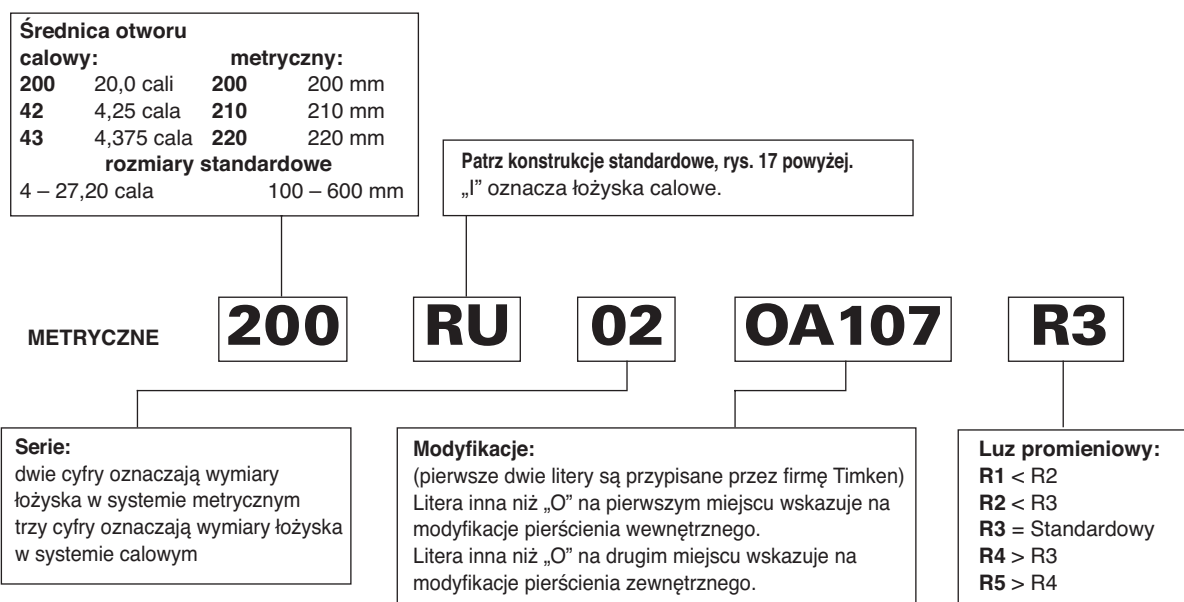 Średnica otworu
calowy: metryczny:
200 20,0 cali 200 200 mm
42 4,25 cala 210 210 mm
43 4,375 cala 220 220 mm
rozmiary standardowe
4 – 27,20 cala 100 – 600 mm
Patrz konstrukcje standardowe, rys. 17 powyżej.
„I” oznacza łożyska calowe.
METRYCZNE 200 RU 02 OA107 R3
Serie:
dwie cyfry oznaczają wymiary
łożyska w systemie metrycznym
trzy cyfry oznaczają wymiary łożyska
w systemie calowym
Modyfikacje:
(pierwsze dwie litery są przypisane przez firmę Timken)
Litera inna niż „O” na pierwszym miejscu wskazuje na
modyfikacje pierścienia wewnętrznego.
Litera inna niż „O” na drugim miejscu wskazuje na
modyfikacje pierścienia zewnętrznego.
Luz promieniowy:
R1 < R2
R2 < R3
R3 = Standardowy
R4 > R3
R5 > R4